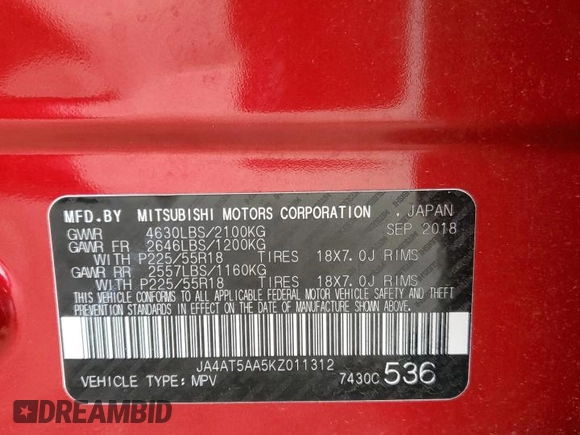 MFD.BY MITSUBISHI MOTORS CORPORATION , JAPAN
GVWR 4630LBS/2100KG SEP 2018
GAWR FR 2646LBS/1200KG
WITH P225/55R18 TIRES 18X7.0J RIMS
GAWR RR 2557LBS/1160KG
WITH P225/55R18 TIRES 18X7.0J RIMS
THIS VEHICLE CONFORMS TO ALL APPLICABLE FEDERAL MOTOR VEHICLE SAFETY AND THEFT
PREVENTION STANDARDS IN EFFECT ON THE DATE OF MANUFACTURE SHOWN ABOVE.
JA4AT5AA5KZ011312
VEHICLE TYPE: MPV 7430C 536
DREAMBID